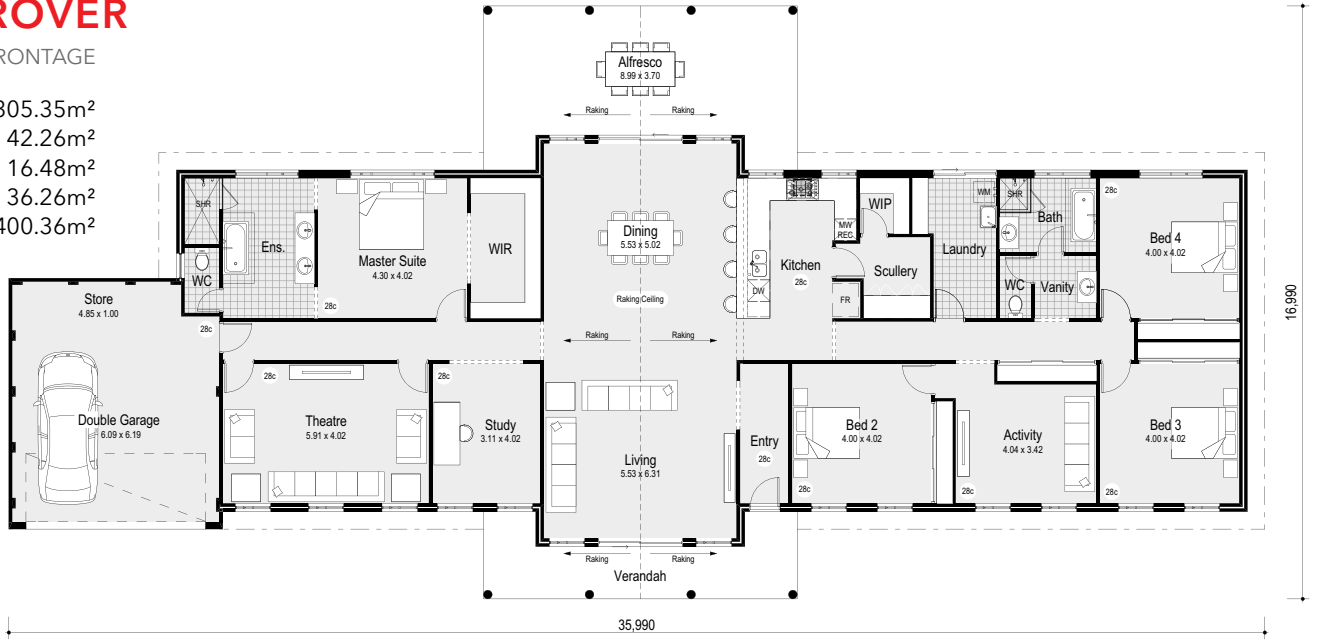 ROVER
RONTAGE
305.35m²
42.26m²
16.48m²
36.26m²
400.36m²
Alfresco
8.99 x 3.70
Raking
Raking
16,990
SHR
Ens.
WC
Master Suite
4.30 x 4.02
28c
WIR
Dining
5.53 x 5.02
Raking Ceiling
Raking
Raking
Kitchen
28c
DW
MW
REC
FR
WIP
Scullery
Laundry
WM
SHR
Bath
WC
Vanity
28c
Bed 4
4.00 x 4.02
Store
4.85 x 1.00
28c
Double Garage
6.09 x 6.19
28c
Theatre
5.91 x 4.02
28c
Study
3.11 x 4.02
Living
5.53 x 6.31
Entry
28c
Bed 2
4.00 x 4.02
28c
Activity
4.04 x 3.42
28c
Bed 3
4.00 x 4.02
28c
Raking
Raking
Verandah
35,990